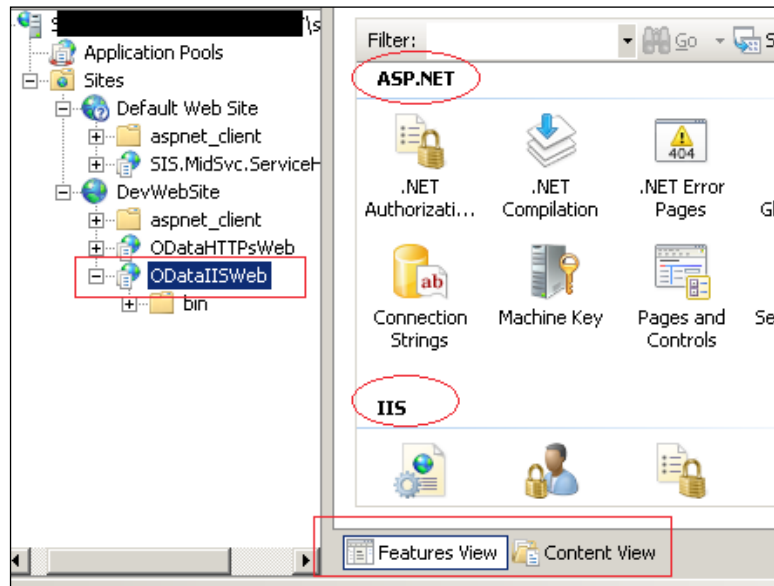 S
\s
Application Pools
Sites
Default Web Site
aspnet_client
SIS.MidSvc.ServiceH
DevWebSite
aspnet_client
ODataHTTPsWeb
ODataIISWeb
bin
Filter:
Go
S
ASP.NET
404
.NET
Authorizati...
.NET
Compilation
.NET Error
Pages
Gl
ab
Connection
Strings
Machine Key
Pages and
Controls
Se
IIS
Features View
Content View